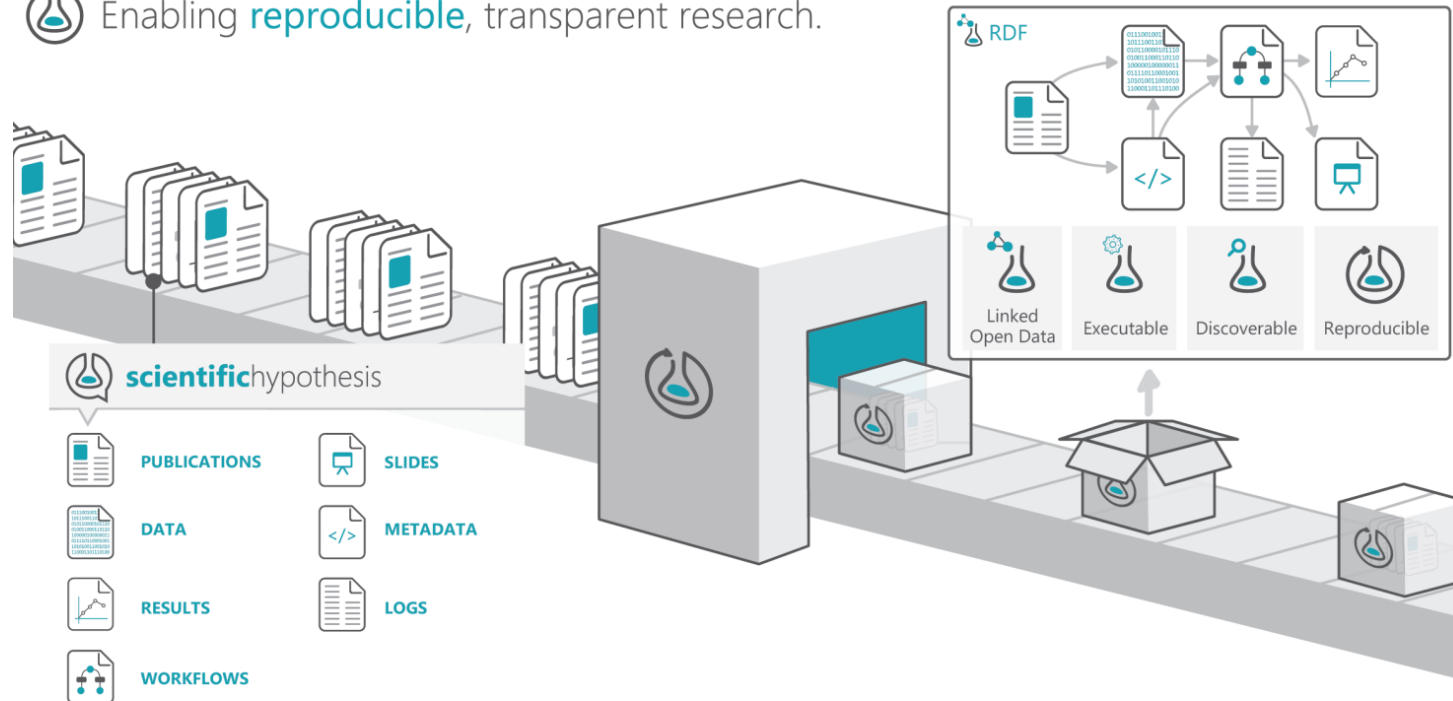 Enabling reproducible, transparent research.
RDF
</>
Linked
Open Data
Executable
Discoverable
Reproducible
scientifichypothesis
PUBLICATIONS
SLIDES
DATA
</>
METADATA
RESULTS
LOGS
WORKFLOWS